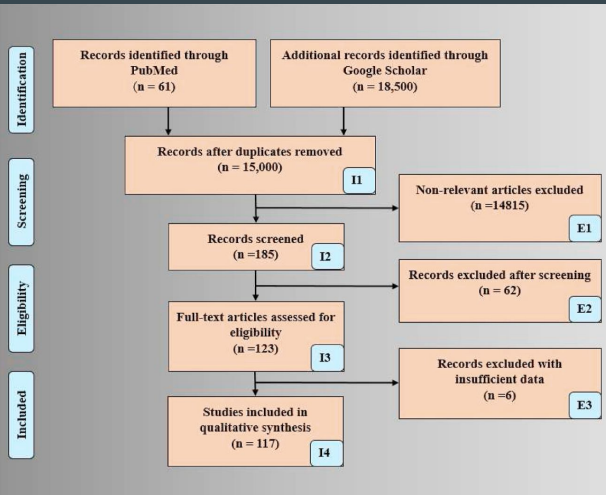 Identification
Records identified through
PubMed
(n = 61)
Additional records identified through
Google Scholar
(n = 18,500)
Records after duplicates removed
(n = 15,000)
I1
Screening
Non-relevant articles excluded
(n =14815)
E1
Records screened
(n =185)
I2
Eligibility
Records excluded after screening
(n = 62)
E2
Full-text articles assessed for
eligibility
(n =123)
I3
Records excluded with
insufficient data
(n =6)
E3
Included
Studies included in
qualitative synthesis
(n = 117)
I4